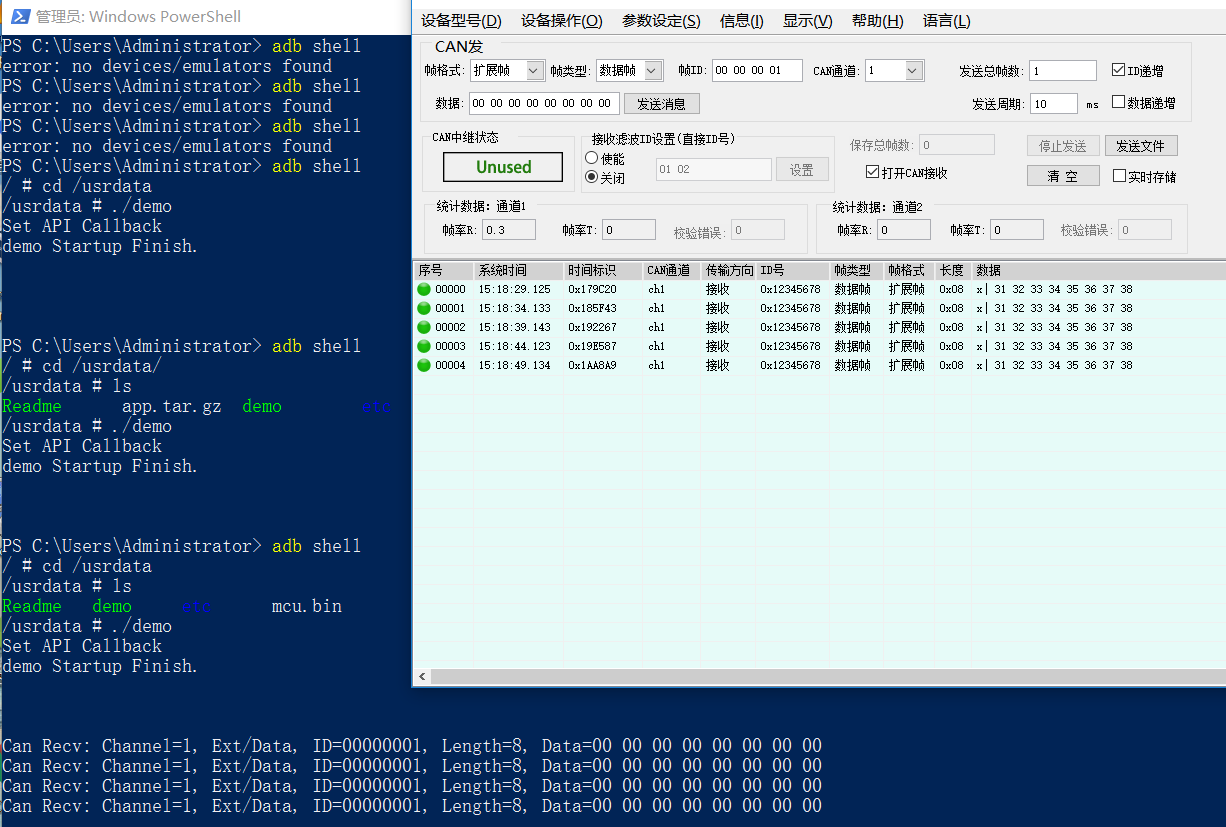 管理员: Windows PowerShell
PS C:\Users\Administrator> adb shell
error: no devices/emulators found
PS C:\Users\Administrator> adb shell
error: no devices/emulators found
PS C:\Users\Administrator> adb shell
error: no devices/emulators found
PS C:\Users\Administrator> adb shell
/ # cd /usrdata
/usrdata # ./demo
Set API Callback
demo Startup Finish.
PS C:\Users\Administrator> adb shell
/ # cd /usrdata/
/usrdata # ls
Readme app.tar.gz demo
/usrdata # ./demo
Set API Callback
demo Startup Finish.
PS C:\Users\Administrator> adb shell
/ # cd /usrdata
/usrdata # ls
Readme demo mcu.bin
/usrdata # ./demo
Set API Callback
demo Startup Finish.
Can Recv: Channel=1, Ext/Data, ID=00000001, Length=8, Data=00 00 00 00 00 00 00 00
Can Recv: Channel=1, Ext/Data, ID=00000001, Length=8, Data=00 00 00 00 00 00 00 00
Can Recv: Channel=1, Ext/Data, ID=00000001, Length=8, Data=00 00 00 00 00 00 00 00
Can Recv: Channel=1, Ext/Data, ID=00000001, Length=8, Data=00 00 00 00 00 00 00 00
设备型号(D) 设备操作(O) 参数设定(S) 信息(I) 显示(V) 帮助(H) 语言(L)
CAN发
帧格式: 扩展帧 帧类型: 数据帧 帧ID: 00 00 00 01 CAN通道: 1 发送总帧数: 1 ID递增
数据: 00 00 00 00 00 00 00 00 发送消息 发送周期: 10 ms 数据递增
CAN中继状态 接收滤波ID设置(直接ID号) 保存总帧数: 0 停止发送 发送文件
Unused 使能 关闭 01 02 设置 打开CAN接收 清 空 实时存储
统计数据: 通道1 统计数据: 通道2
帧率R: 0.3 帧率T: 0 校验错误: 0 帧率R: 0 帧率T: 0 校验错误: 0
序号 系统时间 时间标识 CAN通道 传输方向 ID号 帧类型 帧格式 长度 数据
00000 15:18:29.125 0x179C20 ch1 接收 0x12345678 数据帧 扩展帧 0x08 x| 31 32 33 34 35 36 37 38
00001 15:18:34.133 0x185F43 ch1 接收 0x12345678 数据帧 扩展帧 0x08 x| 31 32 33 34 35 36 37 38
00002 15:18:39.143 0x192267 ch1 接收 0x12345678 数据帧 扩展帧 0x08 x| 31 32 33 34 35 36 37 38
00003 15:18:44.123 0x19E587 ch1 接收 0x12345678 数据帧 扩展帧 0x08 x| 31 32 33 34 35 36 37 38
00004 15:18:49.134 0x1AA8A9 ch1 接收 0x12345678 数据帧 扩展帧 0x08 x| 31 32 33 34 35 36 37 38